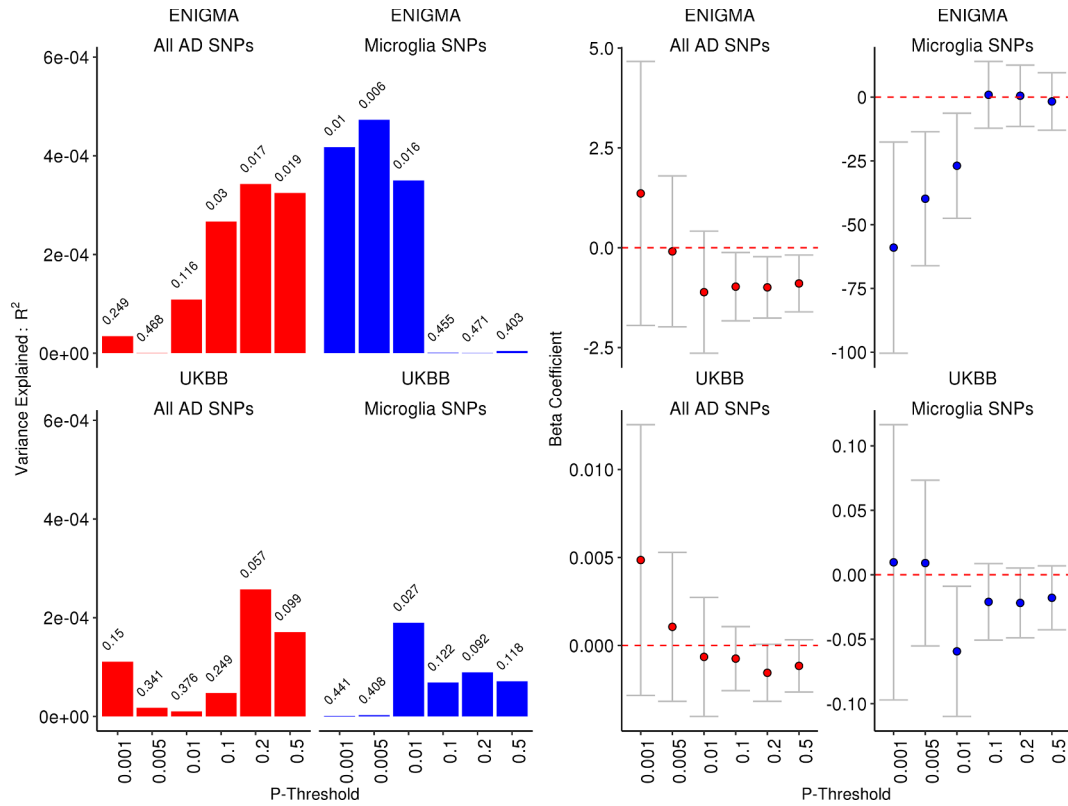 ENIGMA
All AD SNPs
ENIGMA
Microglia SNPs
6e-04
4e-04
2e-04
0e+00
0.249
0.468
0.116
0.03
0.017
0.019
0.01
0.006
0.016
0.455
0.471
0.403
UKBB
All AD SNPs
UKBB
Microglia SNPs
6e-04
4e-04
2e-04
0e+00
0.15
0.341
0.376
0.249
0.057
0.099
0.441
0.408
0.027
0.122
0.092
0.118
Variance Explained: R²
0.001
0.005
0.01
0.1
0.2
0.5
0.001
0.005
0.01
0.1
0.2
0.5
P-Threshold
ENIGMA
All AD SNPs
ENIGMA
Microglia SNPs
5.0
2.5
0.0
-2.5
0
-25
-50
-75
-100
UKBB
All AD SNPs
UKBB
Microglia SNPs
0.010
0.005
0.000
0.10
0.05
0.00
-0.05
-0.10
Beta Coefficient
0.001
0.005
0.01
0.1
0.2
0.5
0.001
0.005
0.01
0.1
0.2
0.5
P-Threshold